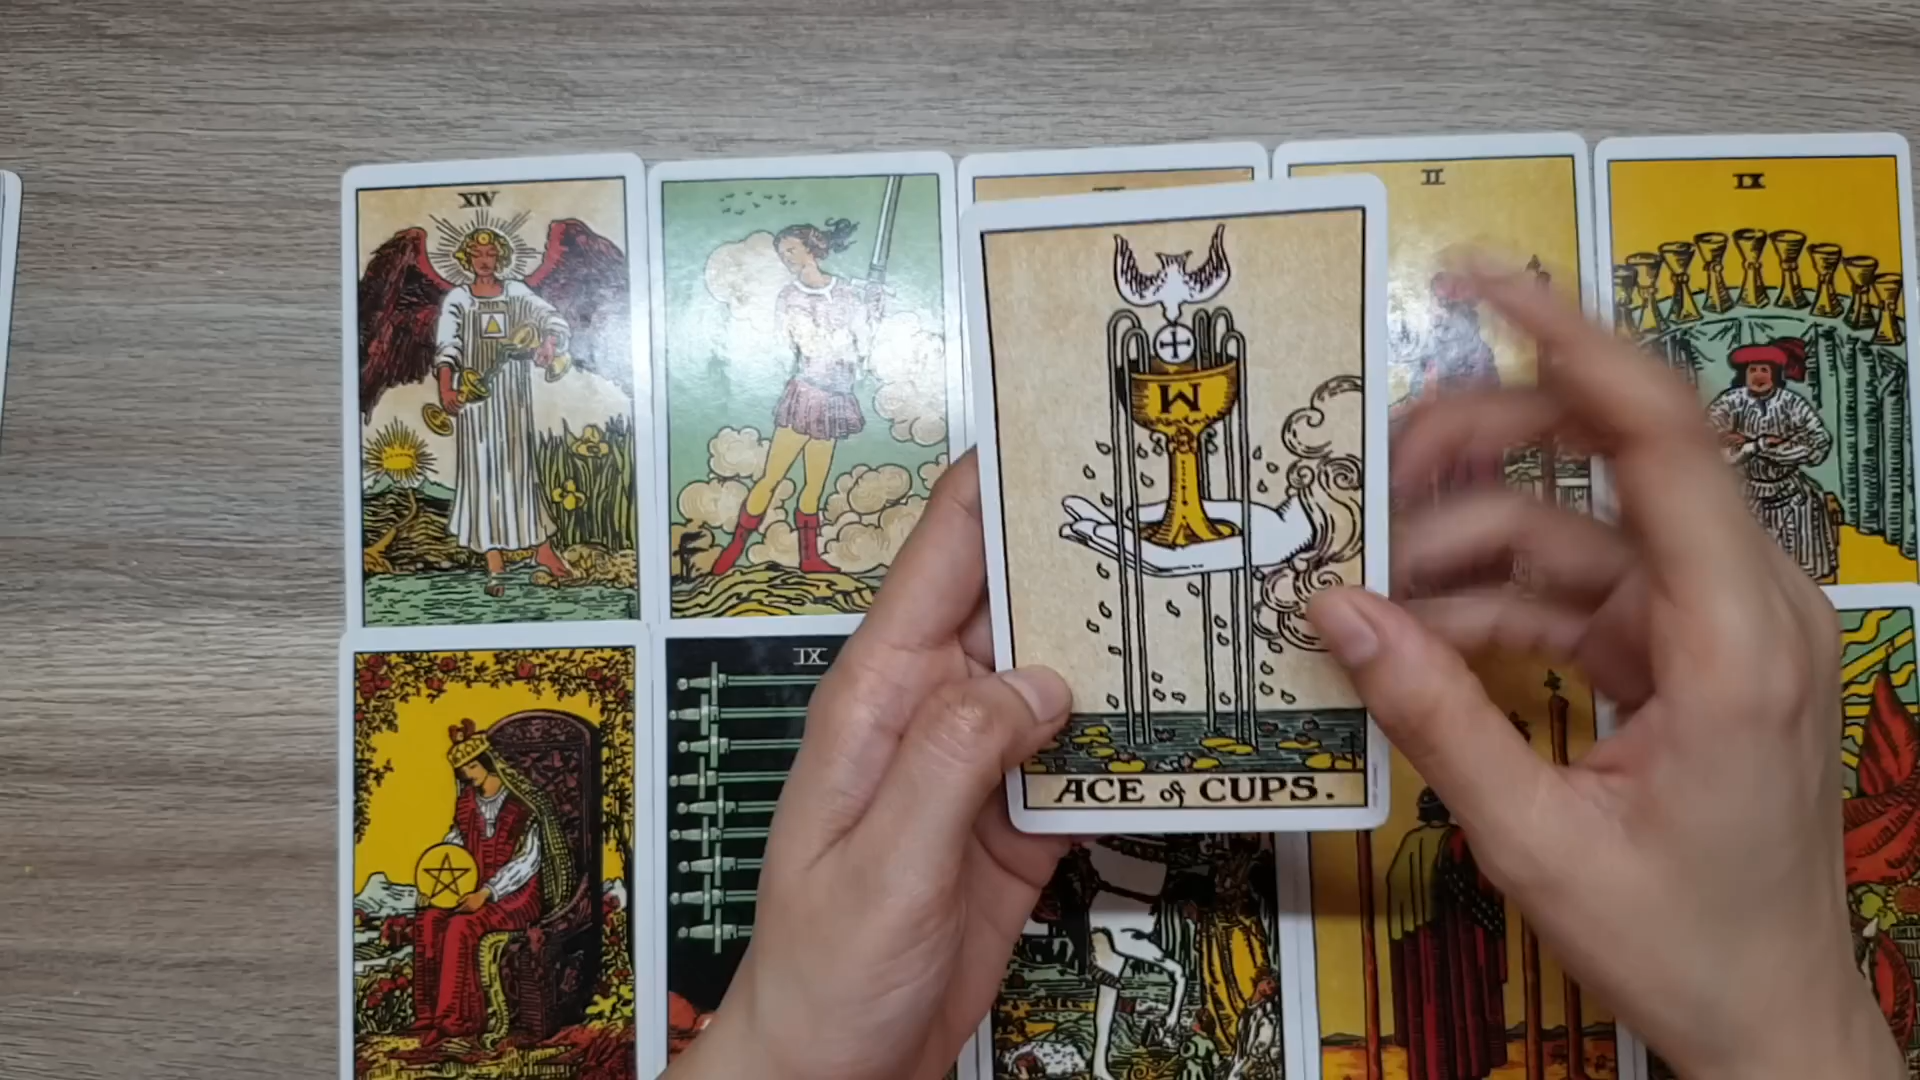 XIV
II
IX
W
ACE of CUPS.
IX